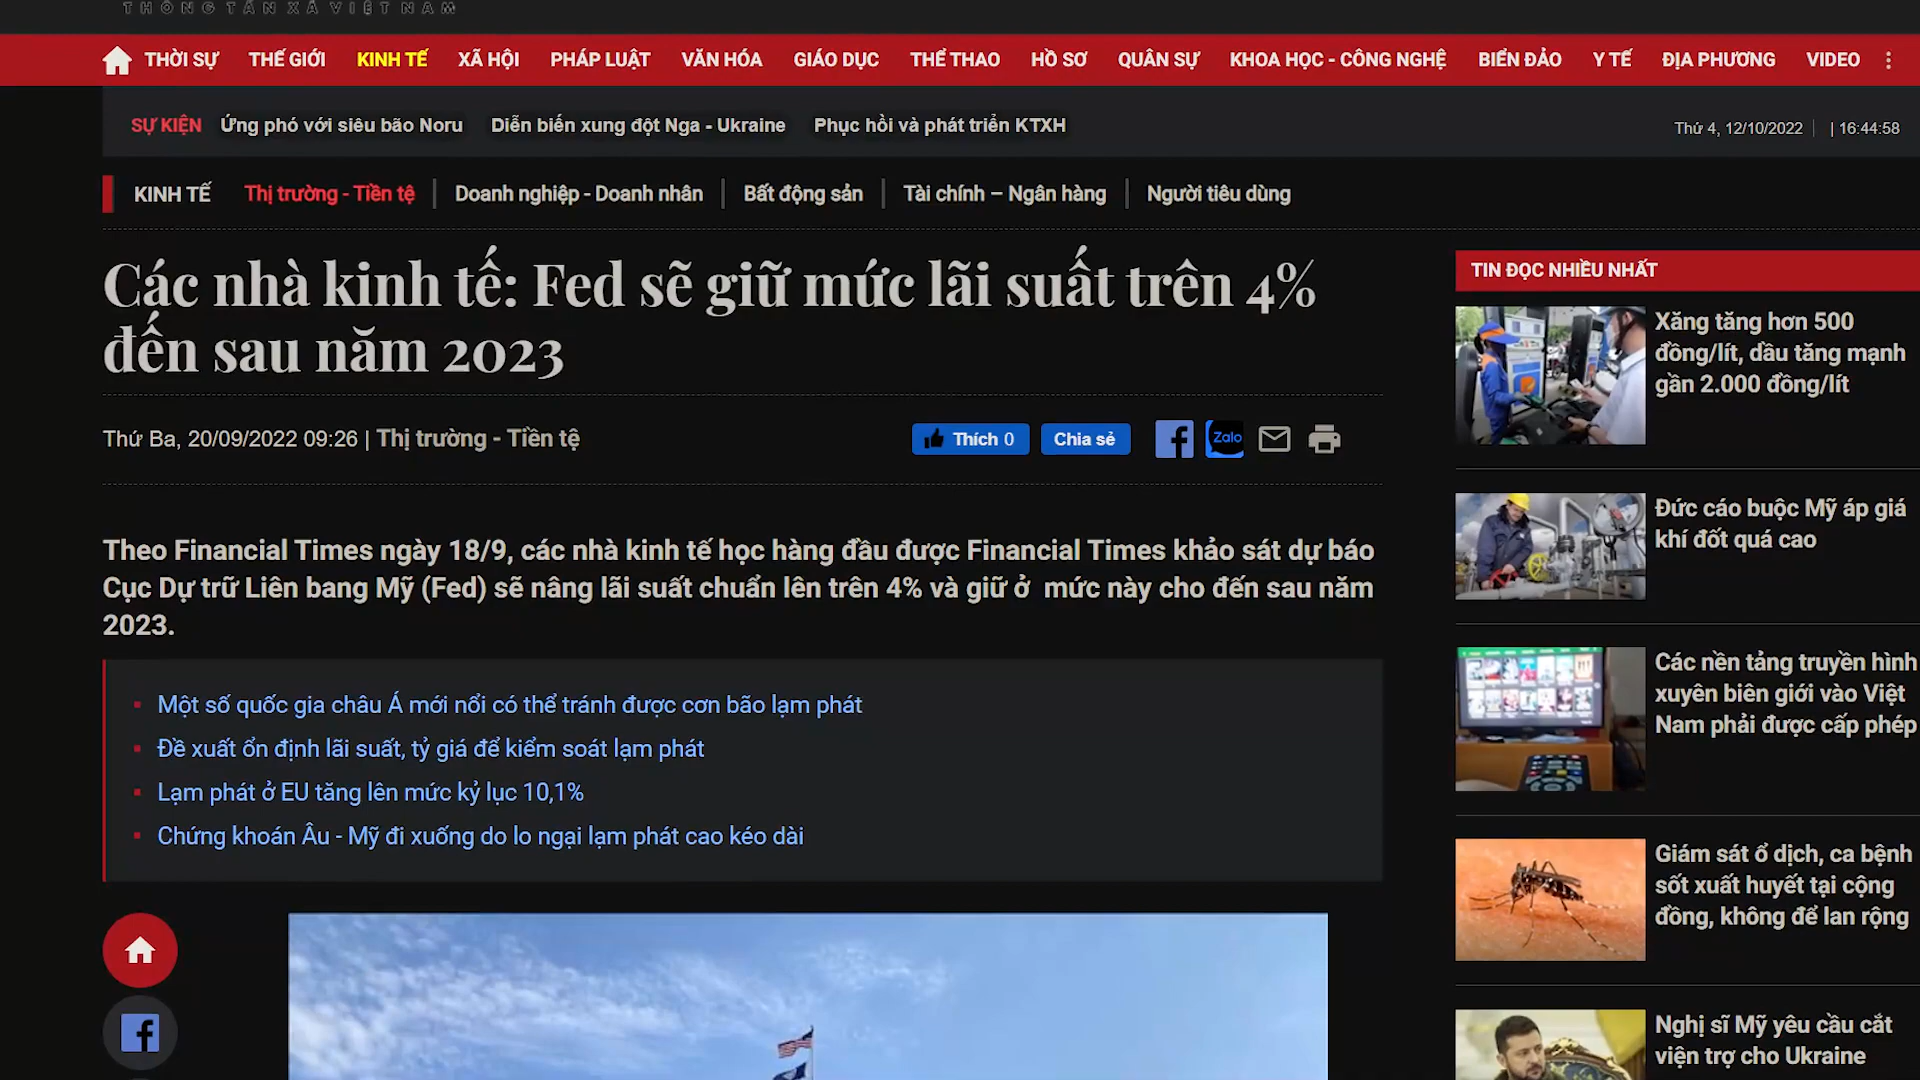 THÔNG TẤN XÃ VIỆT NAM
THỜI SỰ THẾ GIỚI KINH TẾ XÃ HỘI PHÁP LUẬT VĂN HÓA GIÁO DỤC THỂ THAO HỒ SƠ QUÂN SỰ KHOA HỌC - CÔNG NGHỆ BIỂN ĐẢO Y TẾ ĐỊA PHƯƠNG VIDEO
SỰ KIỆN Ứng phó với siêu bão Noru Diễn biến xung đột Nga - Ukraine Phục hồi và phát triển KTXH
Thứ 4, 12/10/2022 | 16:44:58
KINH TẾ Thị trường - Tiền tệ Doanh nghiệp - Doanh nhân Bất động sản Tài chính – Ngân hàng Người tiêu dùng
Các nhà kinh tế: Fed sẽ giữ mức lãi suất trên 4%
đến sau năm 2023
Thứ Ba, 20/09/2022 09:26 | Thị trường - Tiền tệ
Thích 0 Chia sẻ
Zalo
Theo Financial Times ngày 18/9, các nhà kinh tế học hàng đầu được Financial Times khảo sát dự báo
Cục Dự trữ Liên bang Mỹ (Fed) sẽ nâng lãi suất chuẩn lên trên 4% và giữ ở mức này cho đến sau năm
2023.
Một số quốc gia châu Á mới nổi có thể tránh được cơn bão lạm phát
Đề xuất ổn định lãi suất, tỷ giá để kiểm soát lạm phát
Lạm phát ở EU tăng lên mức kỷ lục 10,1%
Chứng khoán Âu - Mỹ đi xuống do lo ngại lạm phát cao kéo dài
TIN ĐỌC NHIỀU NHẤT
Xăng tăng hơn 500
đồng/lít, dầu tăng mạnh
gần 2.000 đồng/lít
Đức cáo buộc Mỹ áp giá
khí đốt quá cao
Các nền tảng truyền hình
xuyên biên giới vào Việt
Nam phải được cấp phép
Giám sát ổ dịch, ca bệnh
sốt xuất huyết tại cộng
đồng, không để lan rộng
Nghị sĩ Mỹ yêu cầu cắt
viện trợ cho Ukraine